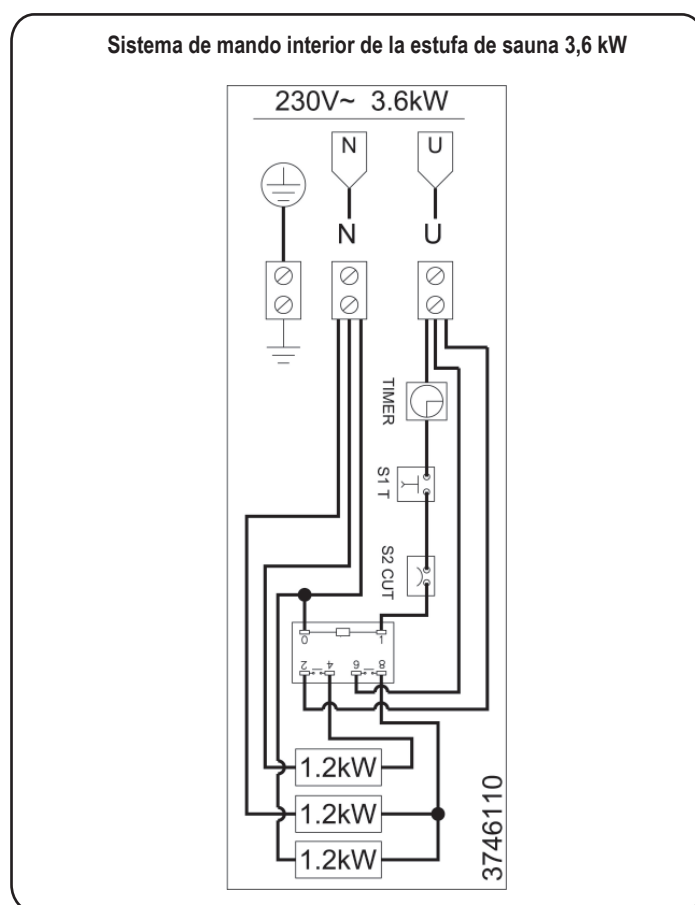 Sistema de mando interior de la estufa de sauna 3,6 kW
230V~ 3.6kW
N
U
N
U
TIMER
S1 T
S2 CUT
0
1
2
4
6
8
1.2kW
1.2kW
1.2kW
3746110